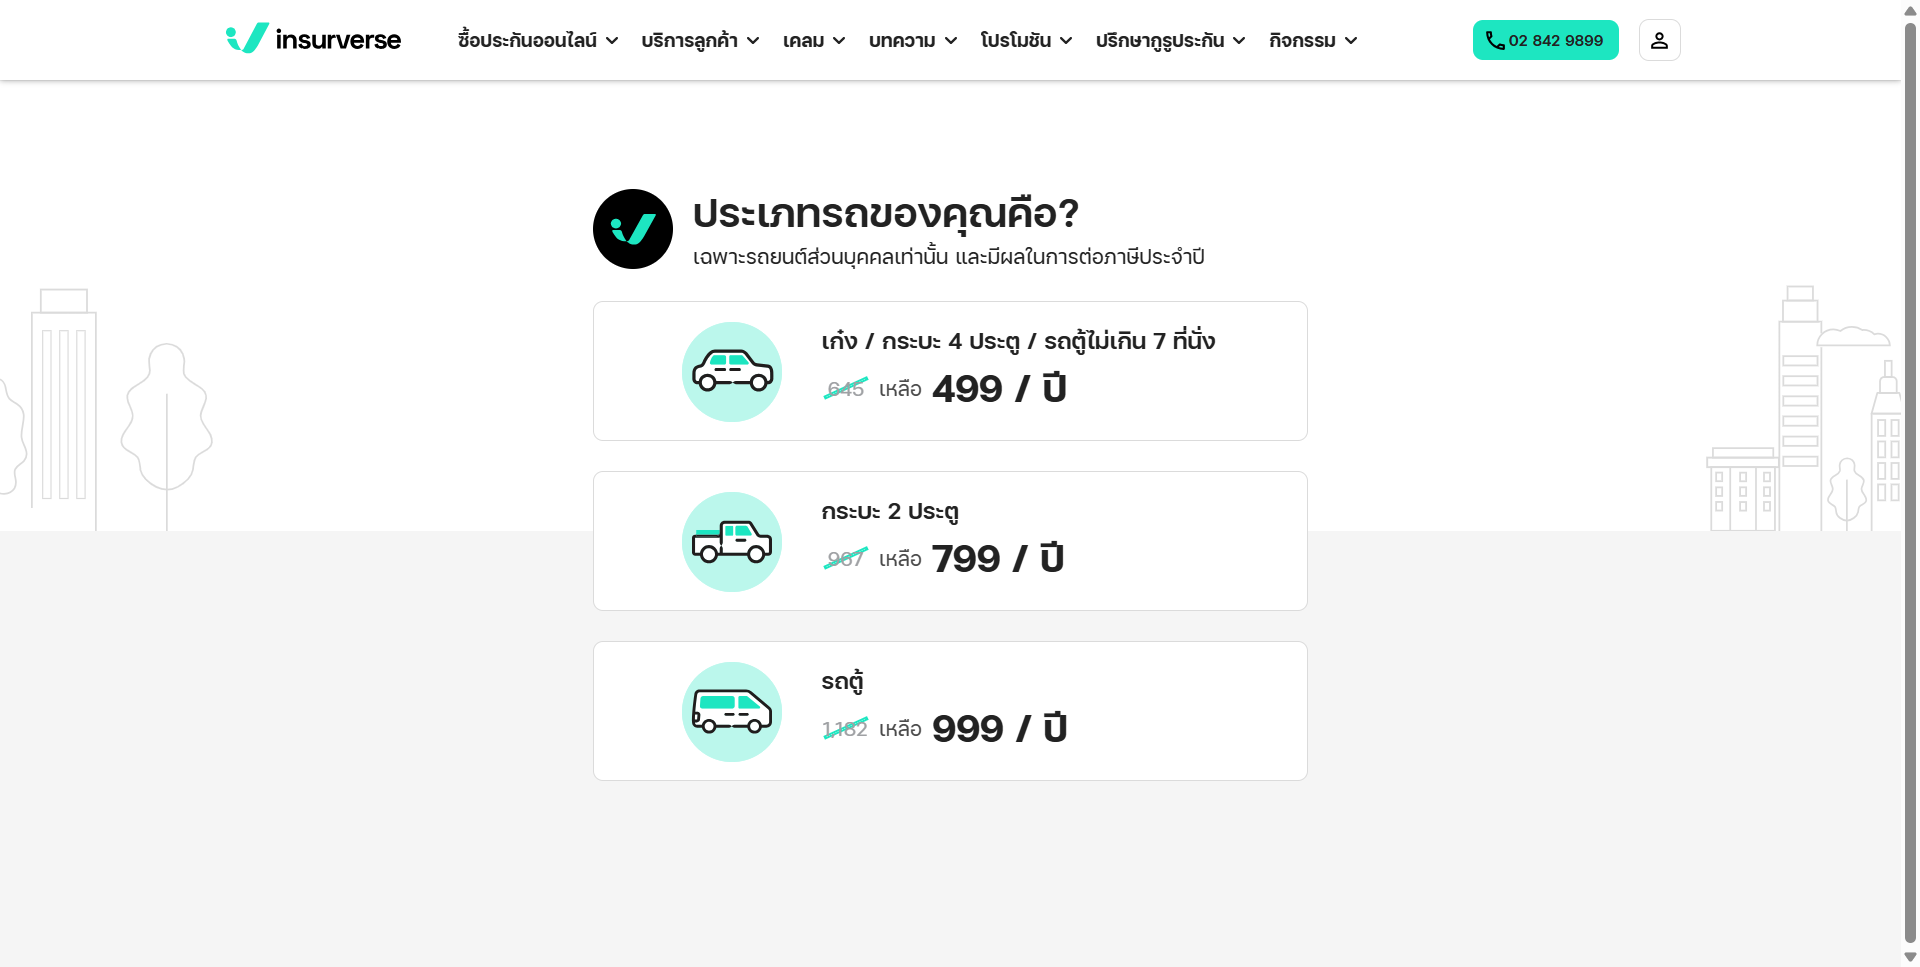 insurverse
ซื้อประกันออนไลน์ บริการลูกค้า เคลม บทความ โปรโมชัน ปรึกษากูรูประกัน กิจกรรม 02 842 9899
ประเภทรถของคุณคือ?
เฉพาะรถยนต์ส่วนบุคคลเท่านั้น และมีผลในการต่อภาษีประจำปี
เก๋ง / กระบะ 4 ประตู / รถตู้ไม่เกิน 7 ที่นั่ง
645 เหลือ 499 / ปี
กระบะ 2 ประตู
967 เหลือ 799 / ปี
รถตู้
1,182 เหลือ 999 / ปี